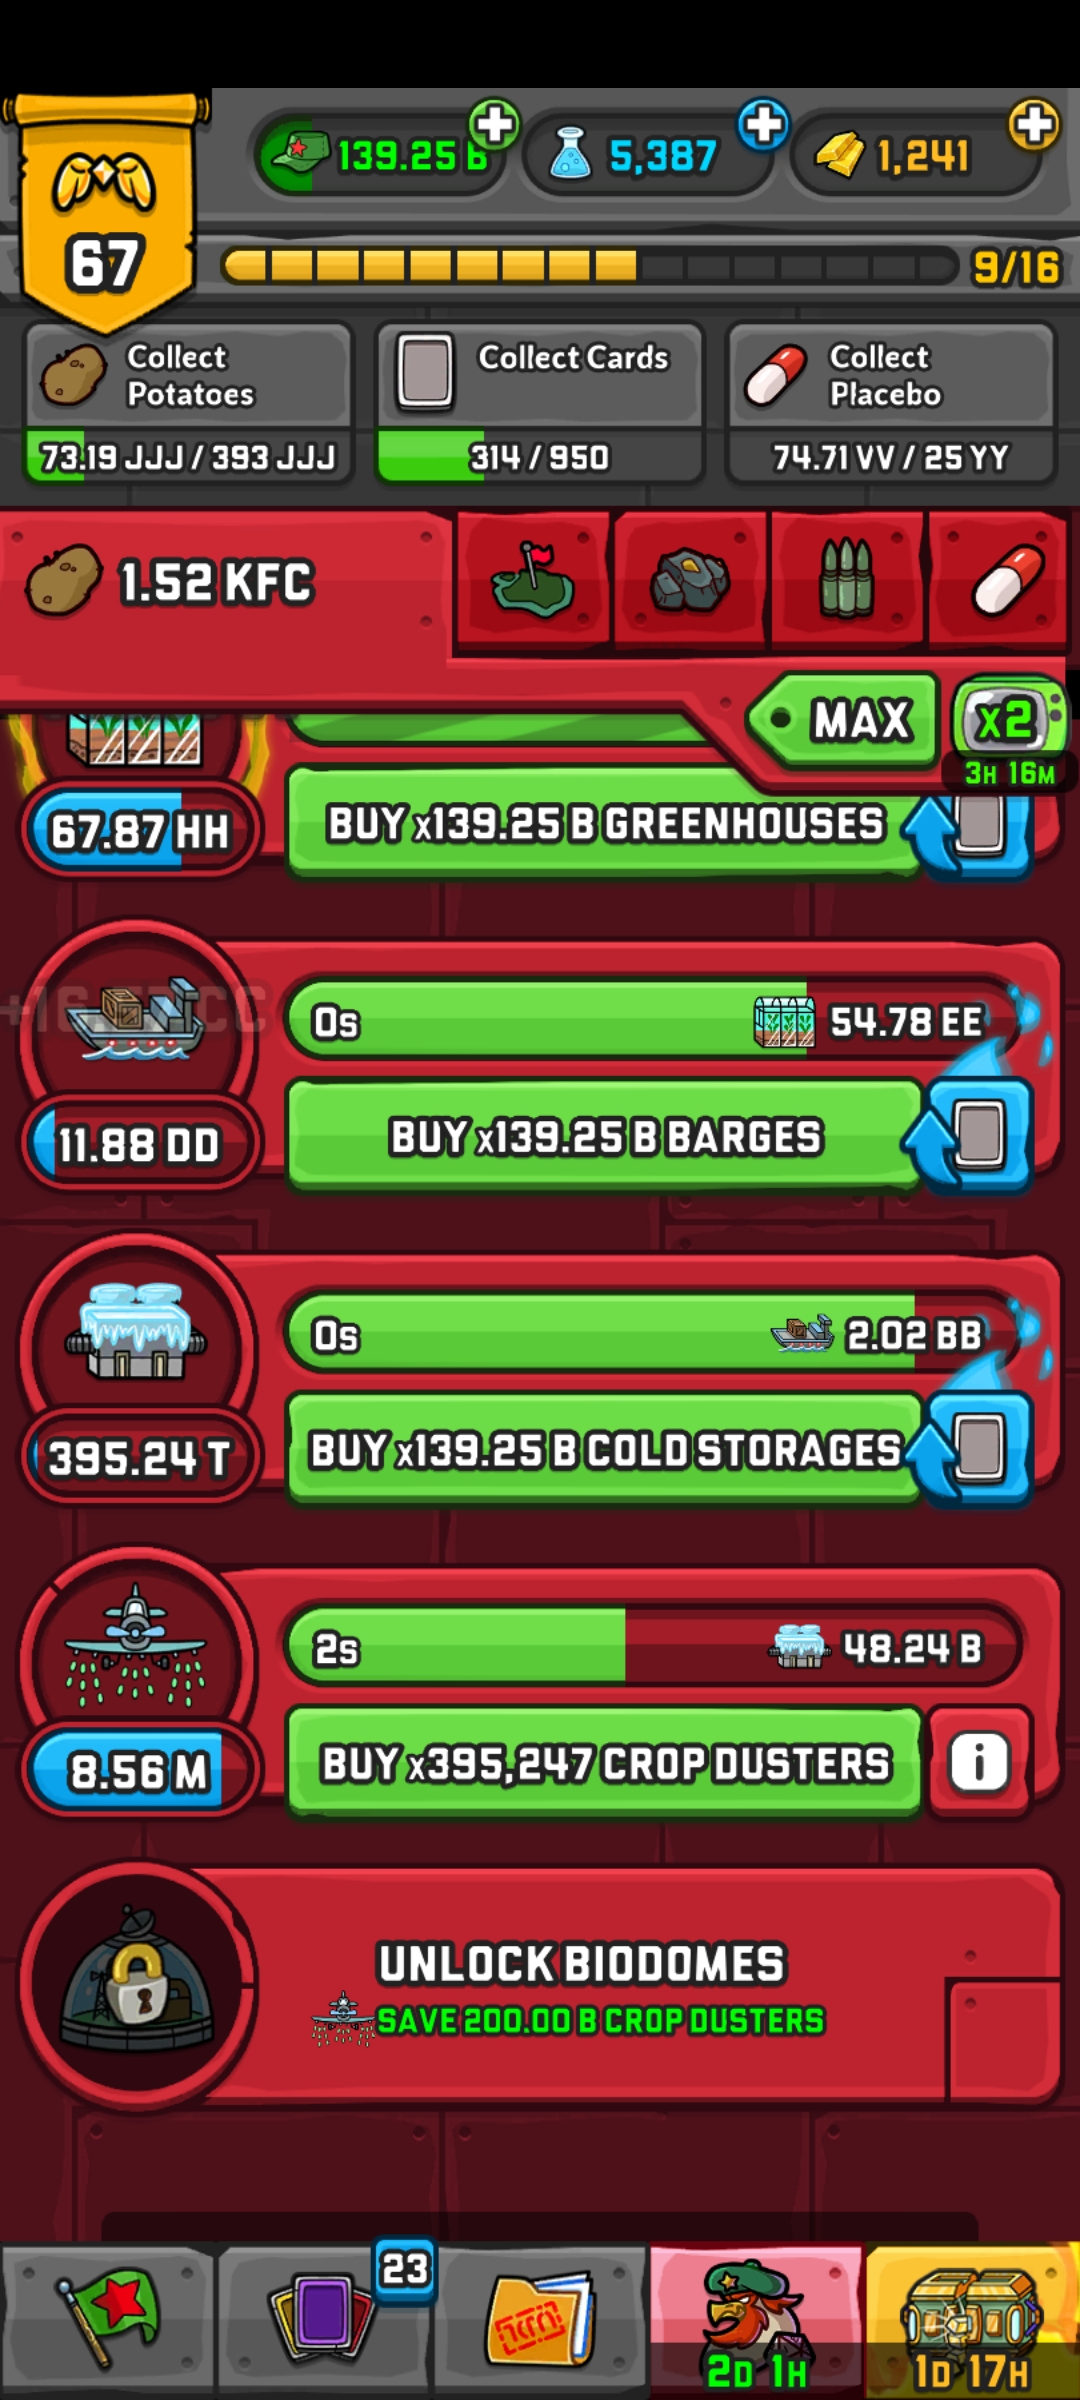 139.25 B
5,387
1,241
67
9/16
Collect
Potatoes
73.19 JJJ / 393 JJJ
Collect Cards
314 / 950
Collect
Placebo
74.71 VV / 25 YY
1.52 KFC
MAX
x2
3H 16M
67.87 HH
BUY x139.25 B GREENHOUSES
0s
54.78 EE
11.88 DD
BUY x139.25 B BARGES
0s
2.02 BB
395.24 T
BUY x139.25 B COLD STORAGES
2s
48.24 B
8.56 M
BUY x395,247 CROP DUSTERS
i
UNLOCK BIODOMES
SAVE 200.00 B CROP DUSTERS
23
2D 1H
1D 17H